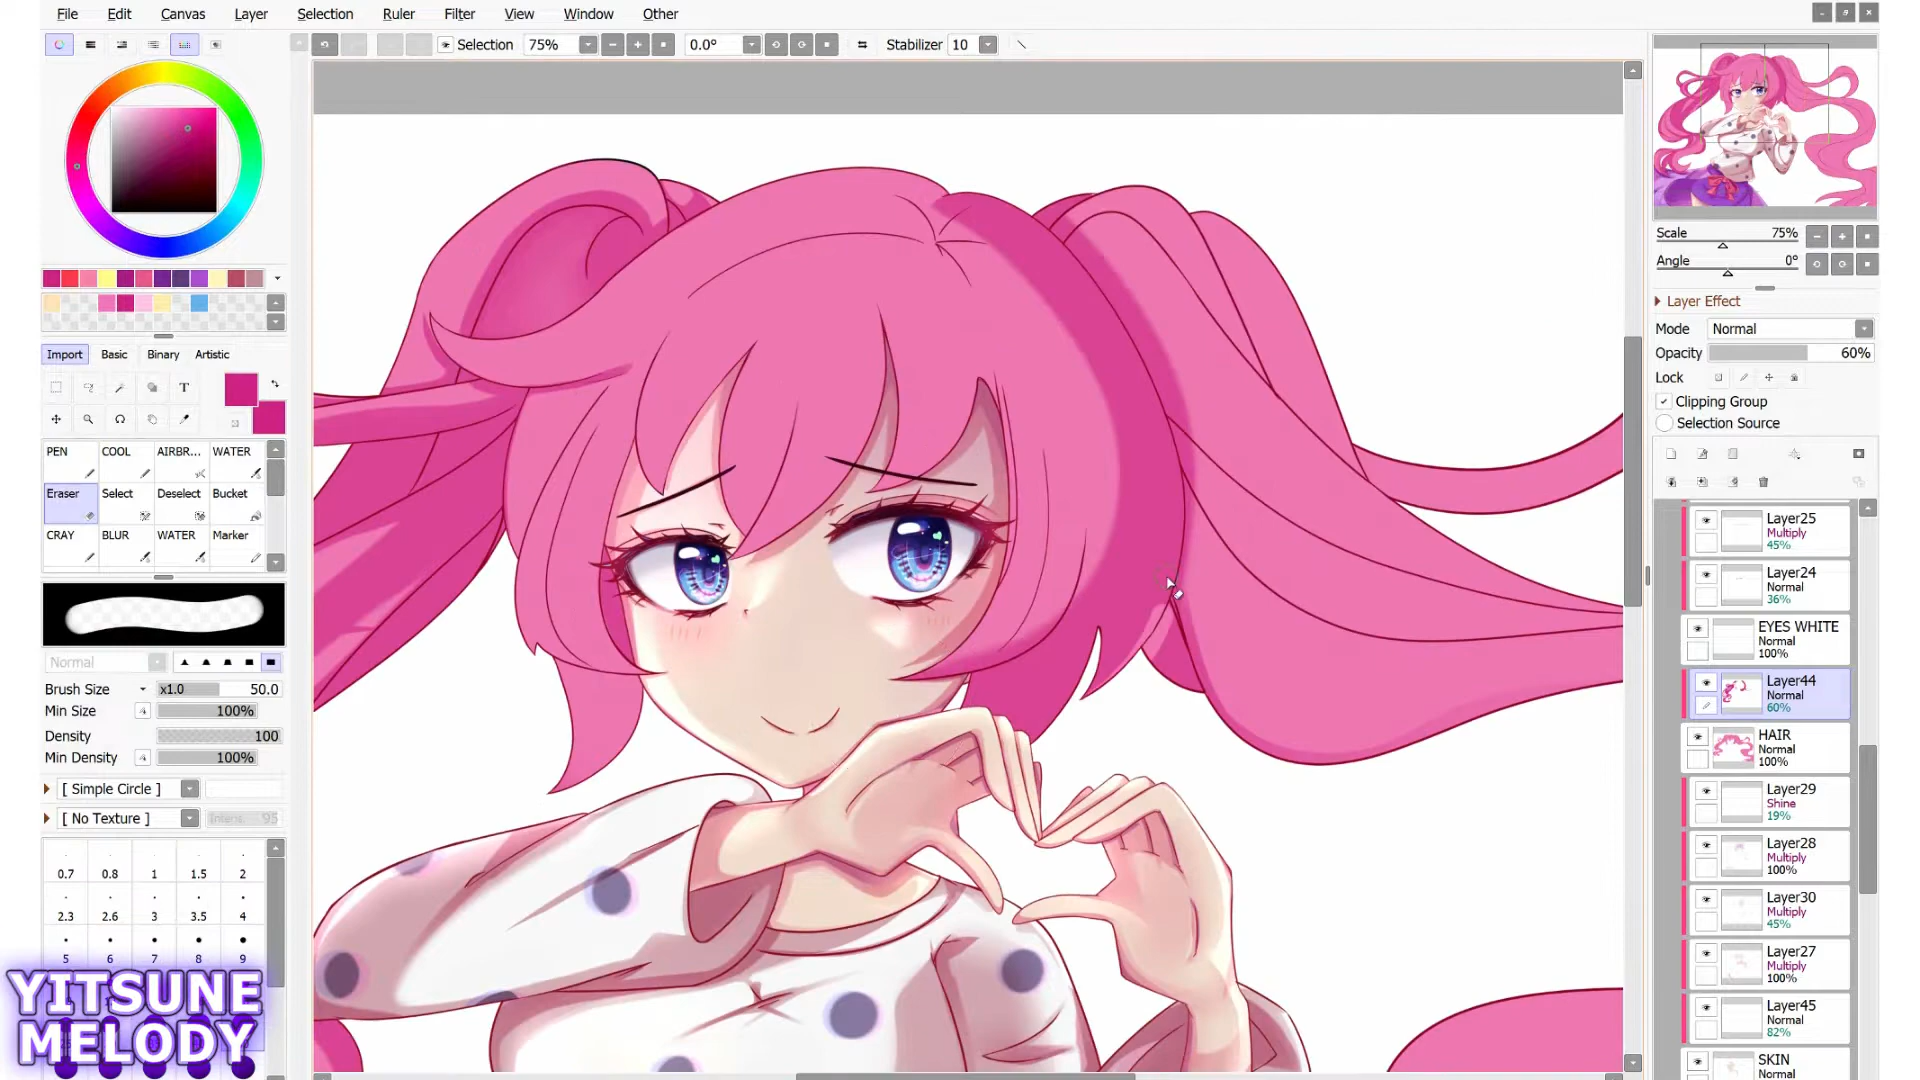 File Edit Canvas Layer Selection Ruler Filter View Window Other
Selection 75% 0.0° Stabilizer 10
Scale 75%
Angle 0°
Layer Effect
Mode Normal
Opacity 60%
Lock
Clipping Group
Selection Source
Import Basic Binary Artistic
T
PEN COOL AIRBR... WATER
Eraser Select Deselect Bucket
CRAY BLUR WATER Marker
Normal
Brush Size x1.0 50.0
Min Size 100%
Density 100
Min Density 100%
[ Simple Circle ]
[ No Texture ] Intens. 95
0.7 0.8 1 1.5 2
2.3 2.6 3 3.5 4
5 6 7 8 9
YITSUNE
MELODY
Layer25
Multiply
45%
Layer24
Normal
36%
EYES WHITE
Normal
100%
Layer44
Normal
60%
HAIR
Normal
100%
Layer29
Shine
19%
Layer28
Multiply
100%
Layer30
Multiply
45%
Layer27
Multiply
100%
Layer45
Normal
82%
SKIN
Normal